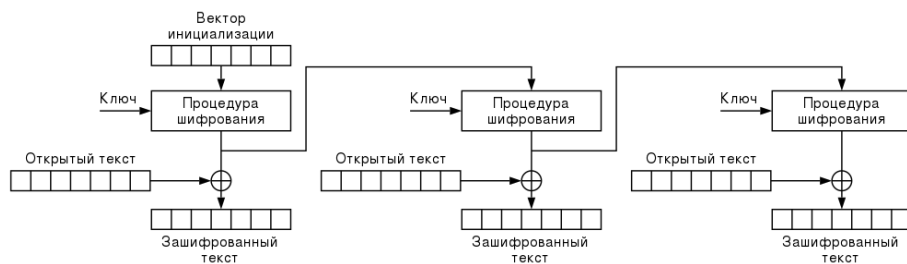 Вектор
инициализации
Ключ
Процедура
шифрования
Ключ
Процедура
шифрования
Ключ
Процедура
шифрования
Открытый текст
Открытый текст
Открытый текст
Зашифрованный
текст
Зашифрованный
текст
Зашифрованный
текст